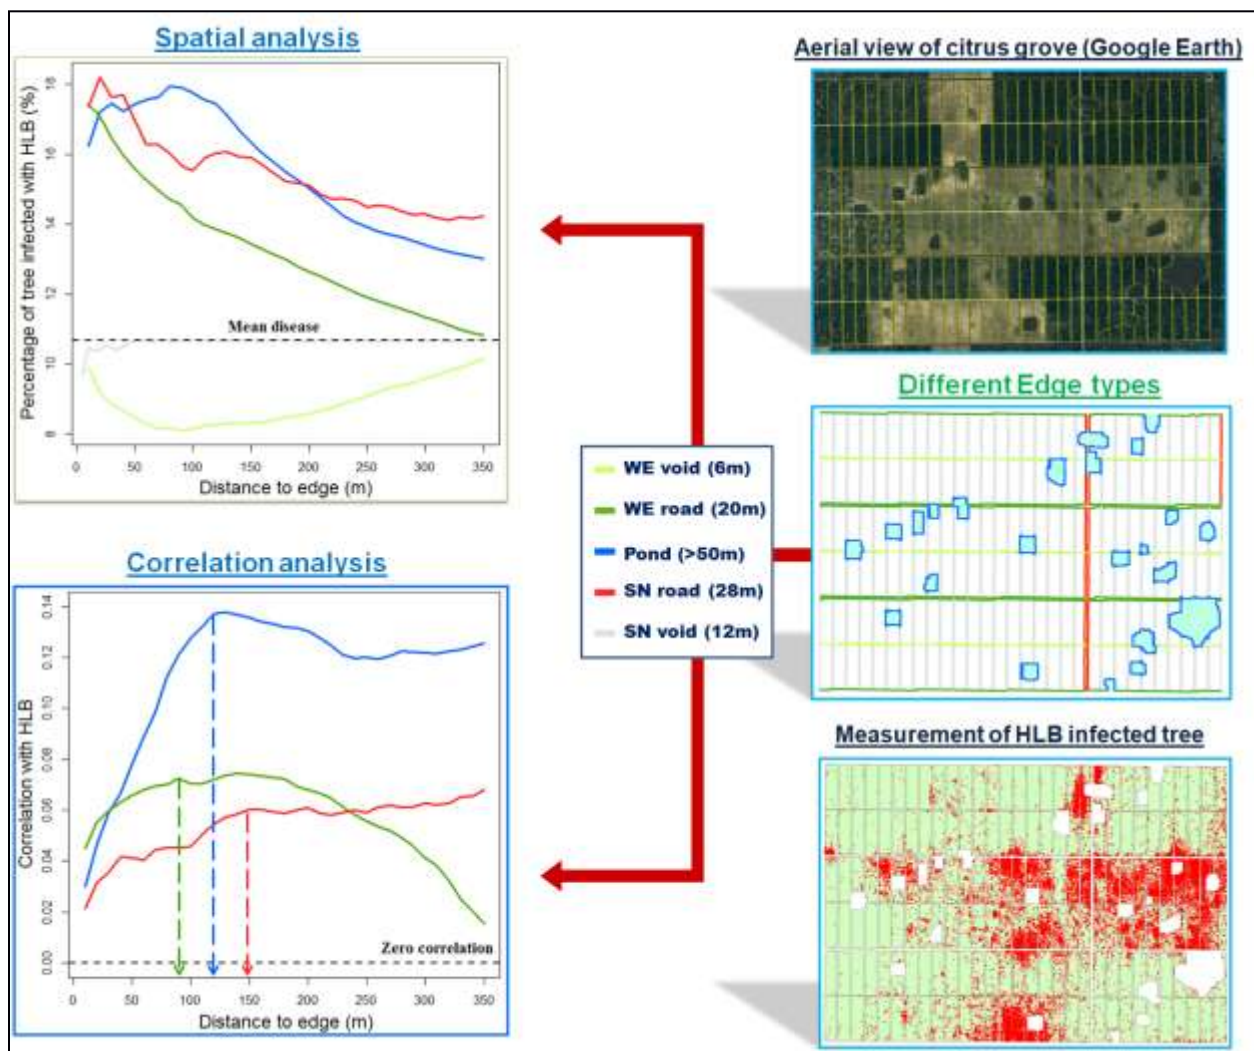 Spatial analysis
Percentage of tree infected with HLB (%)
18
16
14
12
10
8
Mean disease
0 50 100 150 200 250 300 350
Distance to edge (m)
Correlation analysis
Correlation with HLB
0.14
0.12
0.10
0.08
0.06
0.04
0.02
0.00
Zero correlation
0 50 100 150 200 250 300 350
Distance to edge (m)
WE void (6m)
WE road (20m)
Pond (>50m)
SN road (28m)
SN void (12m)
Aerial view of citrus grove (Google Earth)
Different Edge types
Measurement of HLB infected tree